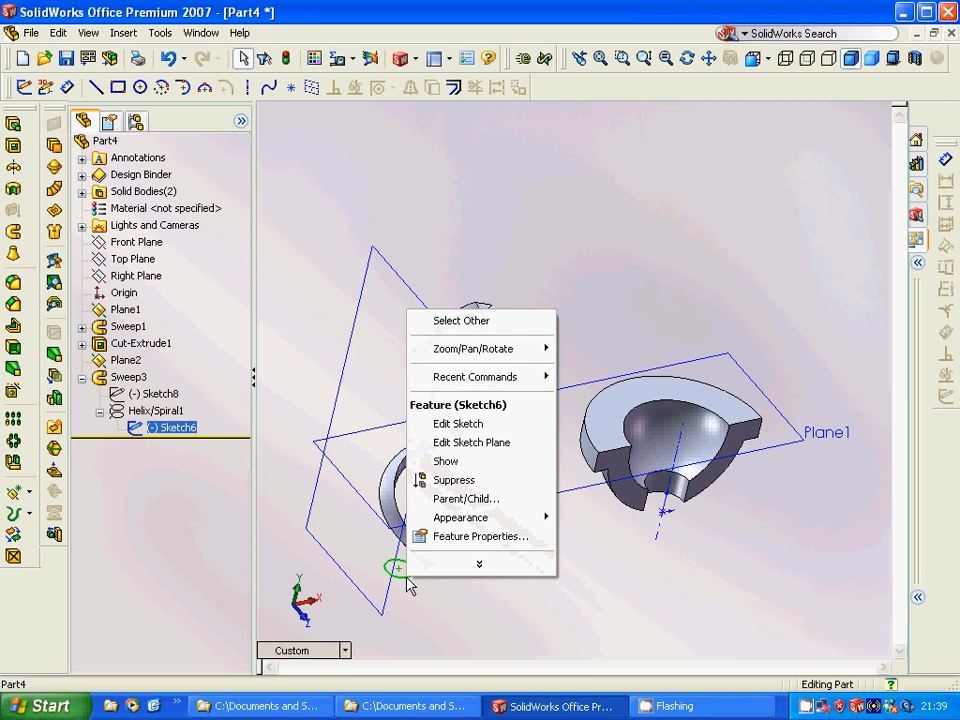 SolidWorks Office Premium 2007 - [Part4 *]
File Edit View Insert Tools Window Help
SolidWorks Search
Part4
Annotations
Design Binder
Solid Bodies(2)
Material <not specified>
Lights and Cameras
Front Plane
Top Plane
Right Plane
Origin
Plane1
Sweep1
Cut-Extrude1
Plane2
Sweep3
(-) Sketch8
Helix/Spiral1
(-) Sketch6
Select Other
Zoom/Pan/Rotate
Recent Commands
Feature (Sketch6)
Edit Sketch
Edit Sketch Plane
Show
Suppress
Parent/Child...
Appearance
Feature Properties...
Plane1
Y
X
Z
Custom
Part4
Editing Part
Start
C:\Documents and S...
C:\Documents and S...
SolidWorks Office Pre...
Flashing
21:39